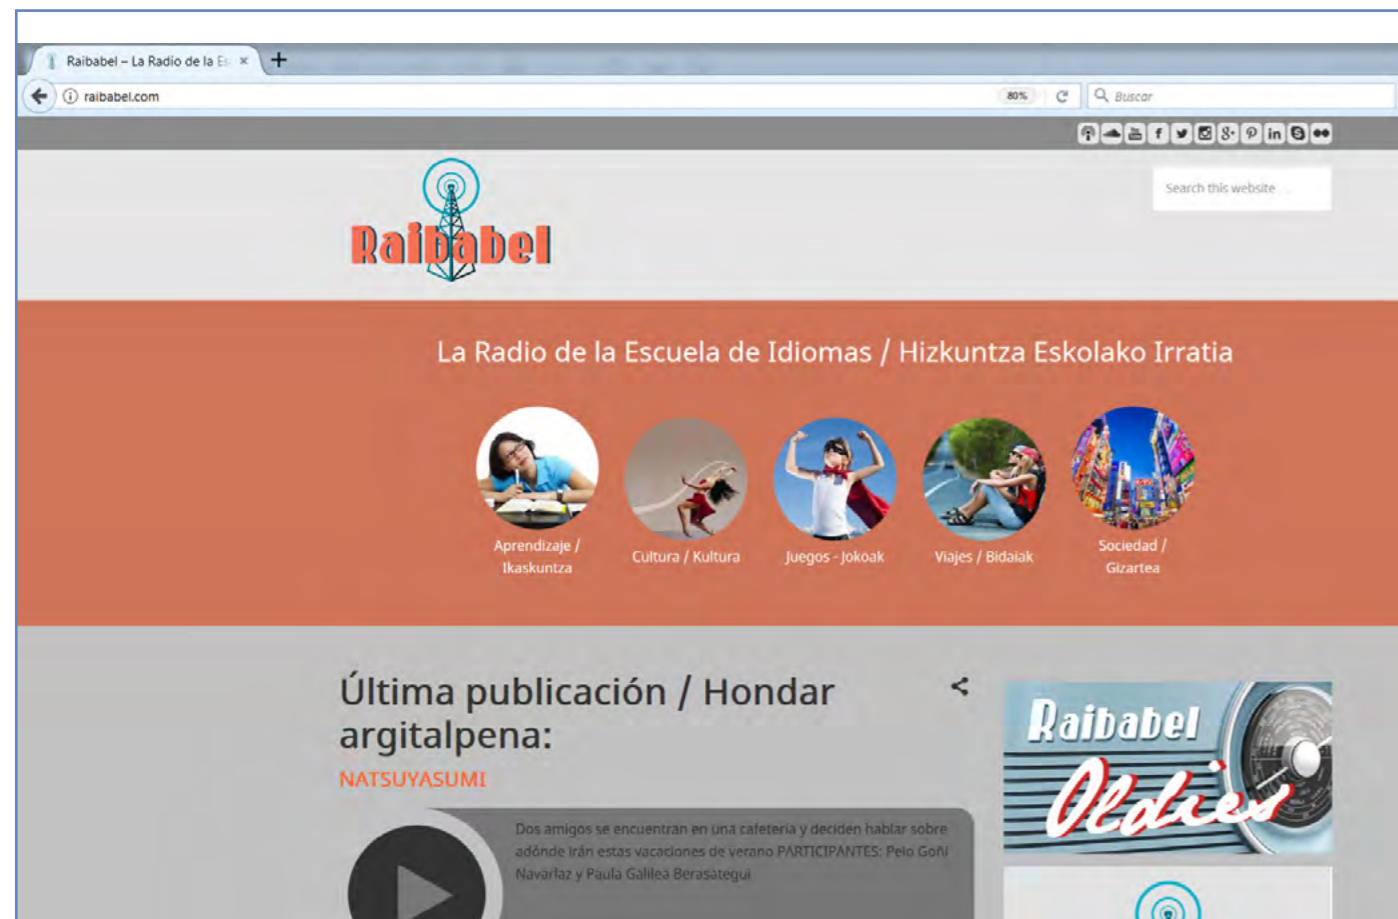 Raibabel – La Radio de la Es
raibabel.com
80%
Buscar
Search this website …
Raibabel
La Radio de la Escuela de Idiomas / Hizkuntza Eskolako Irratia
Aprendizaje /
Ikaskuntza
Cultura / Kultura
Juegos - Jokoak
Viajes / Bidaiak
Sociedad /
Gizartea
Última publicación / Hondar
argitalpena:
NATSUYASUMI
Dos amigos se encuentran en una cafetería y deciden hablar sobre
adónde irán estas vacaciones de verano PARTICIPANTES: Peio Goñi
Navarlaz y Paula Galilea Berasategui
Raibabel
Oldies